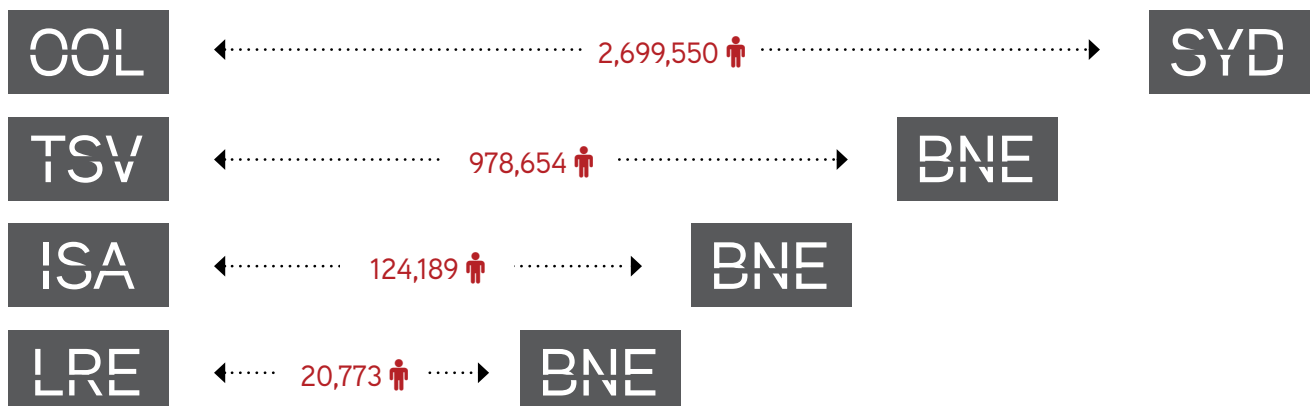 OOL 2,699,550 SYD
TSV 978,654 BNE
ISA 124,189 BNE
LRE 20,773 BNE